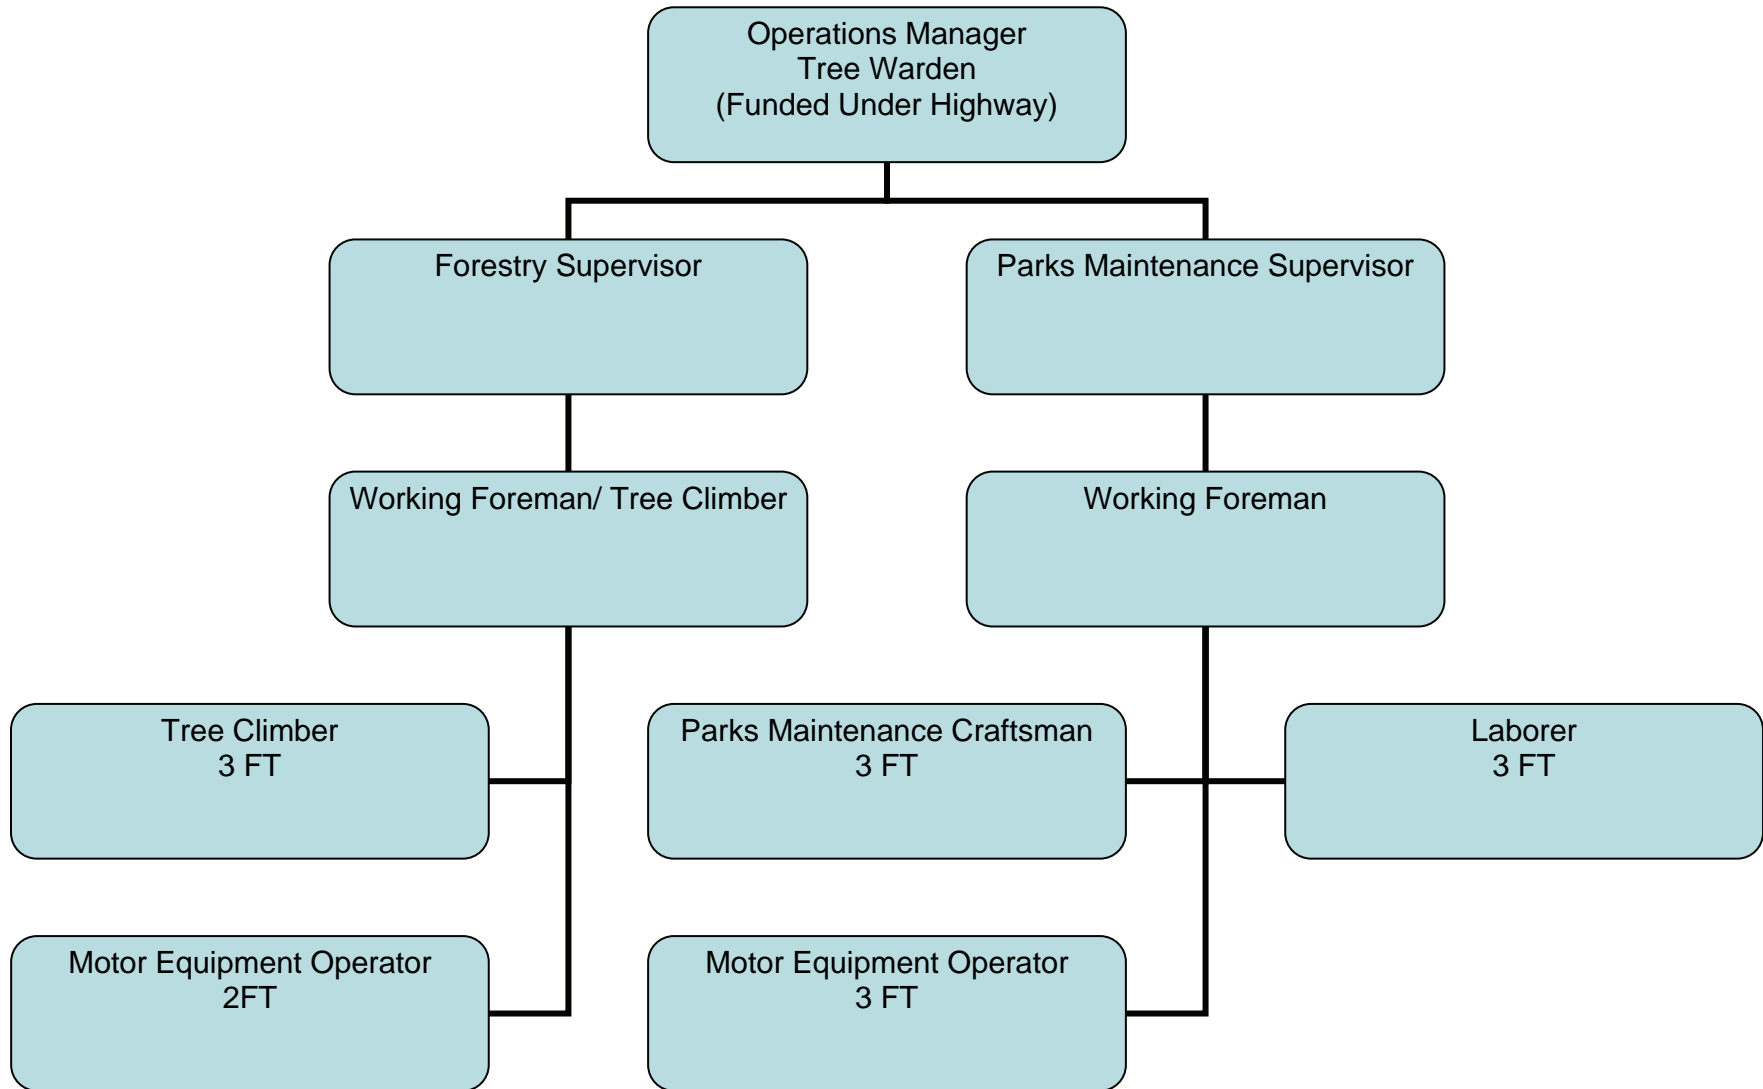 Operations Manager
Tree Warden
(Funded Under Highway)
Forestry Supervisor
Parks Maintenance Supervisor
Working Foreman/ Tree Climber
Working Foreman
Tree Climber
3 FT
Parks Maintenance Craftsman
3 FT
Laborer
3 FT
Motor Equipment Operator
2FT
Motor Equipment Operator
3 FT